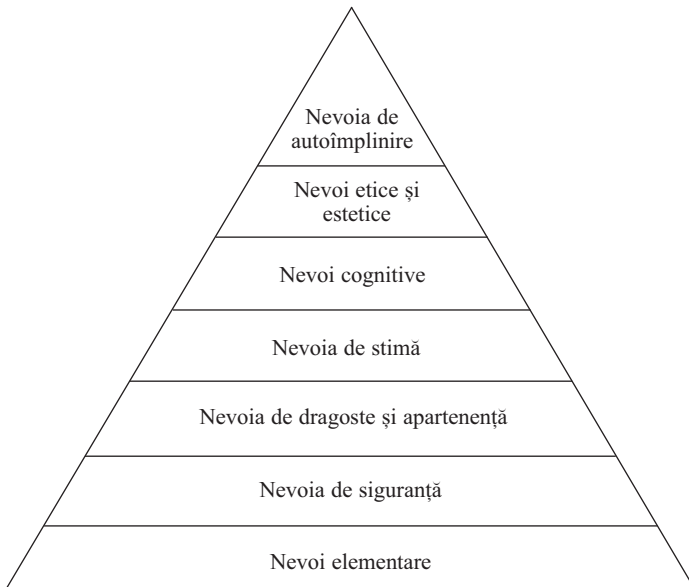 Nevoia de
autoîmplinire
Nevoi etice și
estetice
Nevoi cognitive
Nevoia de stimă
Nevoia de dragoste și apartenență
Nevoia de siguranță
Nevoi elementare